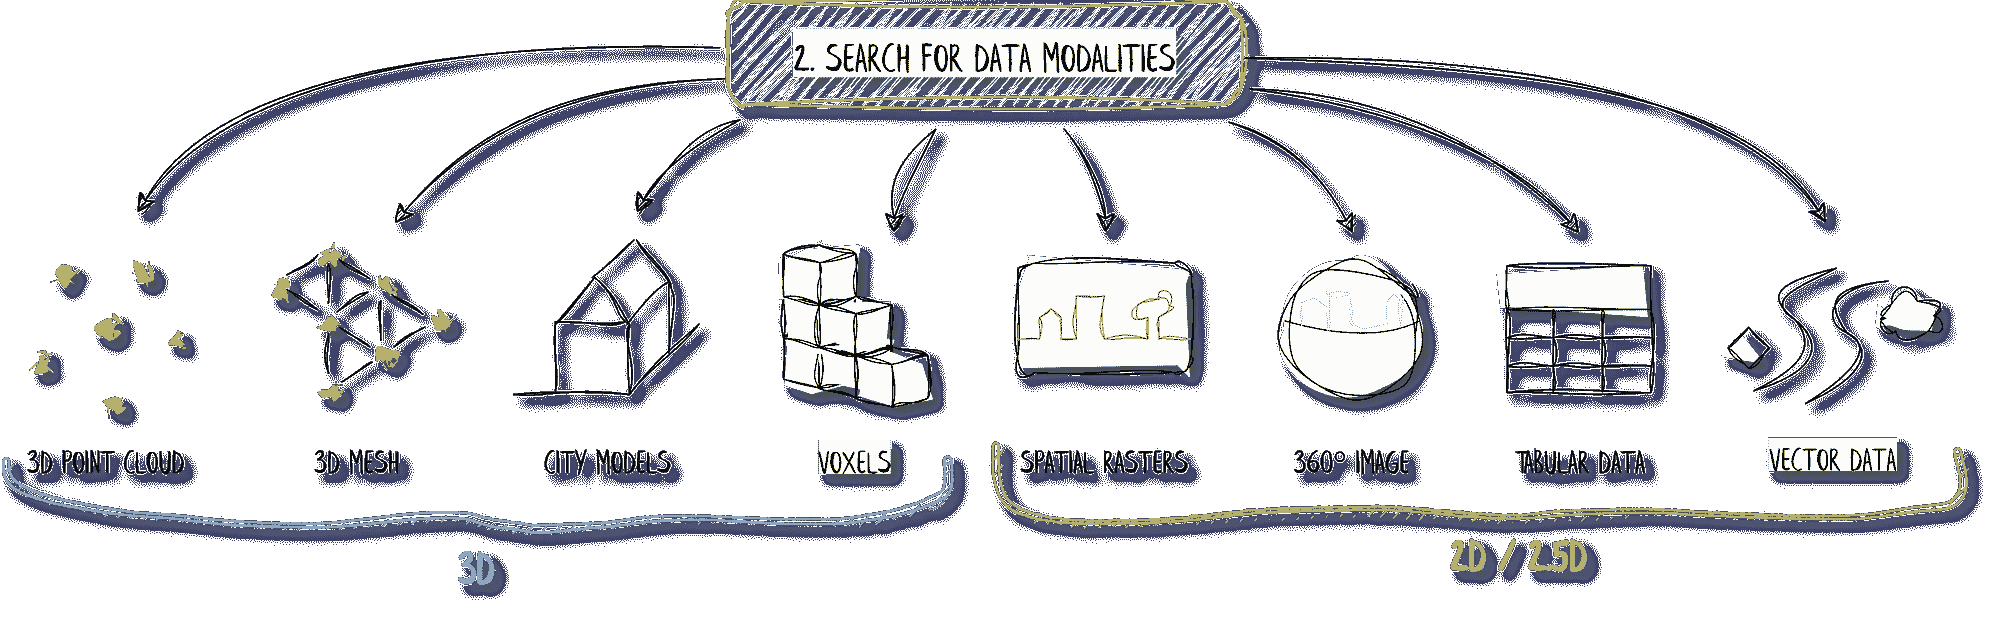 2. SEARCH FOR DATA MODALITIES
3D POINT CLOUD
3D MESH
CITY MODELS
VOXELS
SPATIAL RASTERS
360° IMAGE
TABULAR DATA
VECTOR DATA
3D
2D / 2.5D